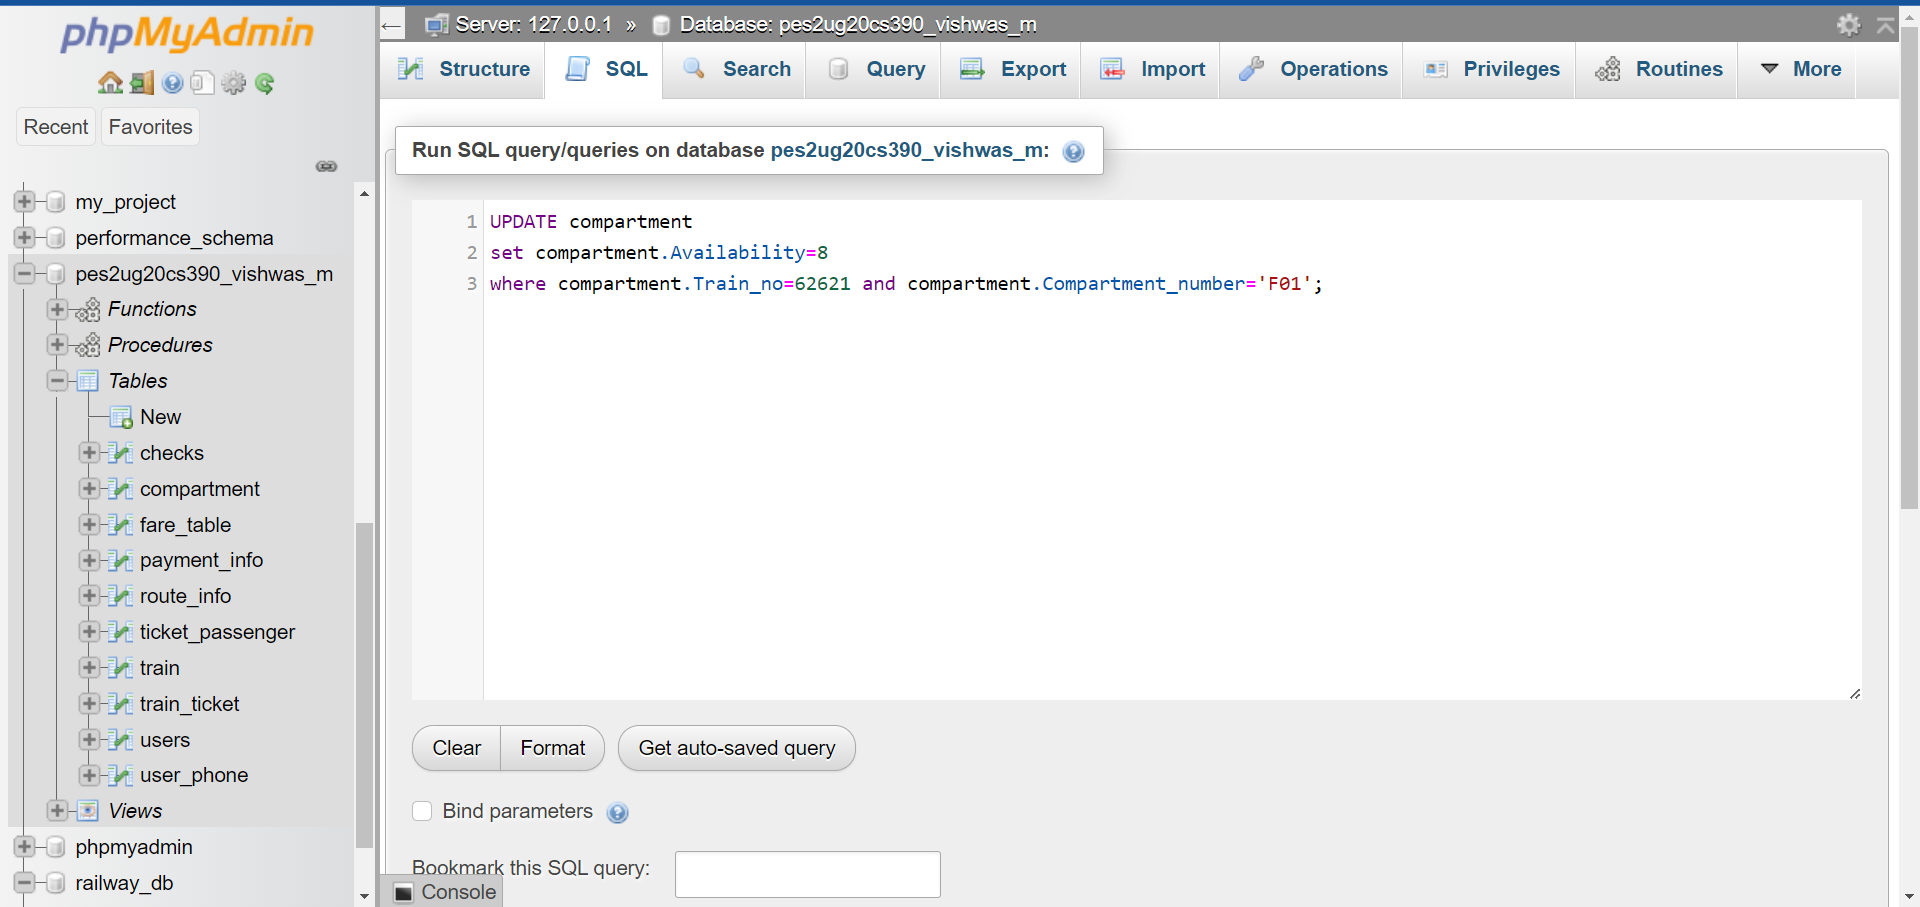 phpMyAdmin
Recent
Favorites
my_project
performance_schema
pes2ug20cs390_vishwas_m
Functions
Procedures
Tables
New
checks
compartment
fare_table
payment_info
route_info
ticket_passenger
train
train_ticket
users
user_phone
Views
phpmyadmin
railway_db
Server: 127.0.0.1 » Database: pes2ug20cs390_vishwas_m
Structure
SQL
Search
Query
Export
Import
Operations
Privileges
Routines
More
Run SQL query/queries on database pes2ug20cs390_vishwas_m:
1 UPDATE compartment
2 set compartment.Availability=8
3 where compartment.Train_no=62621 and compartment.Compartment_number='F01';
Clear
Format
Get auto-saved query
Bind parameters
Bookmark this SQL query:
Console